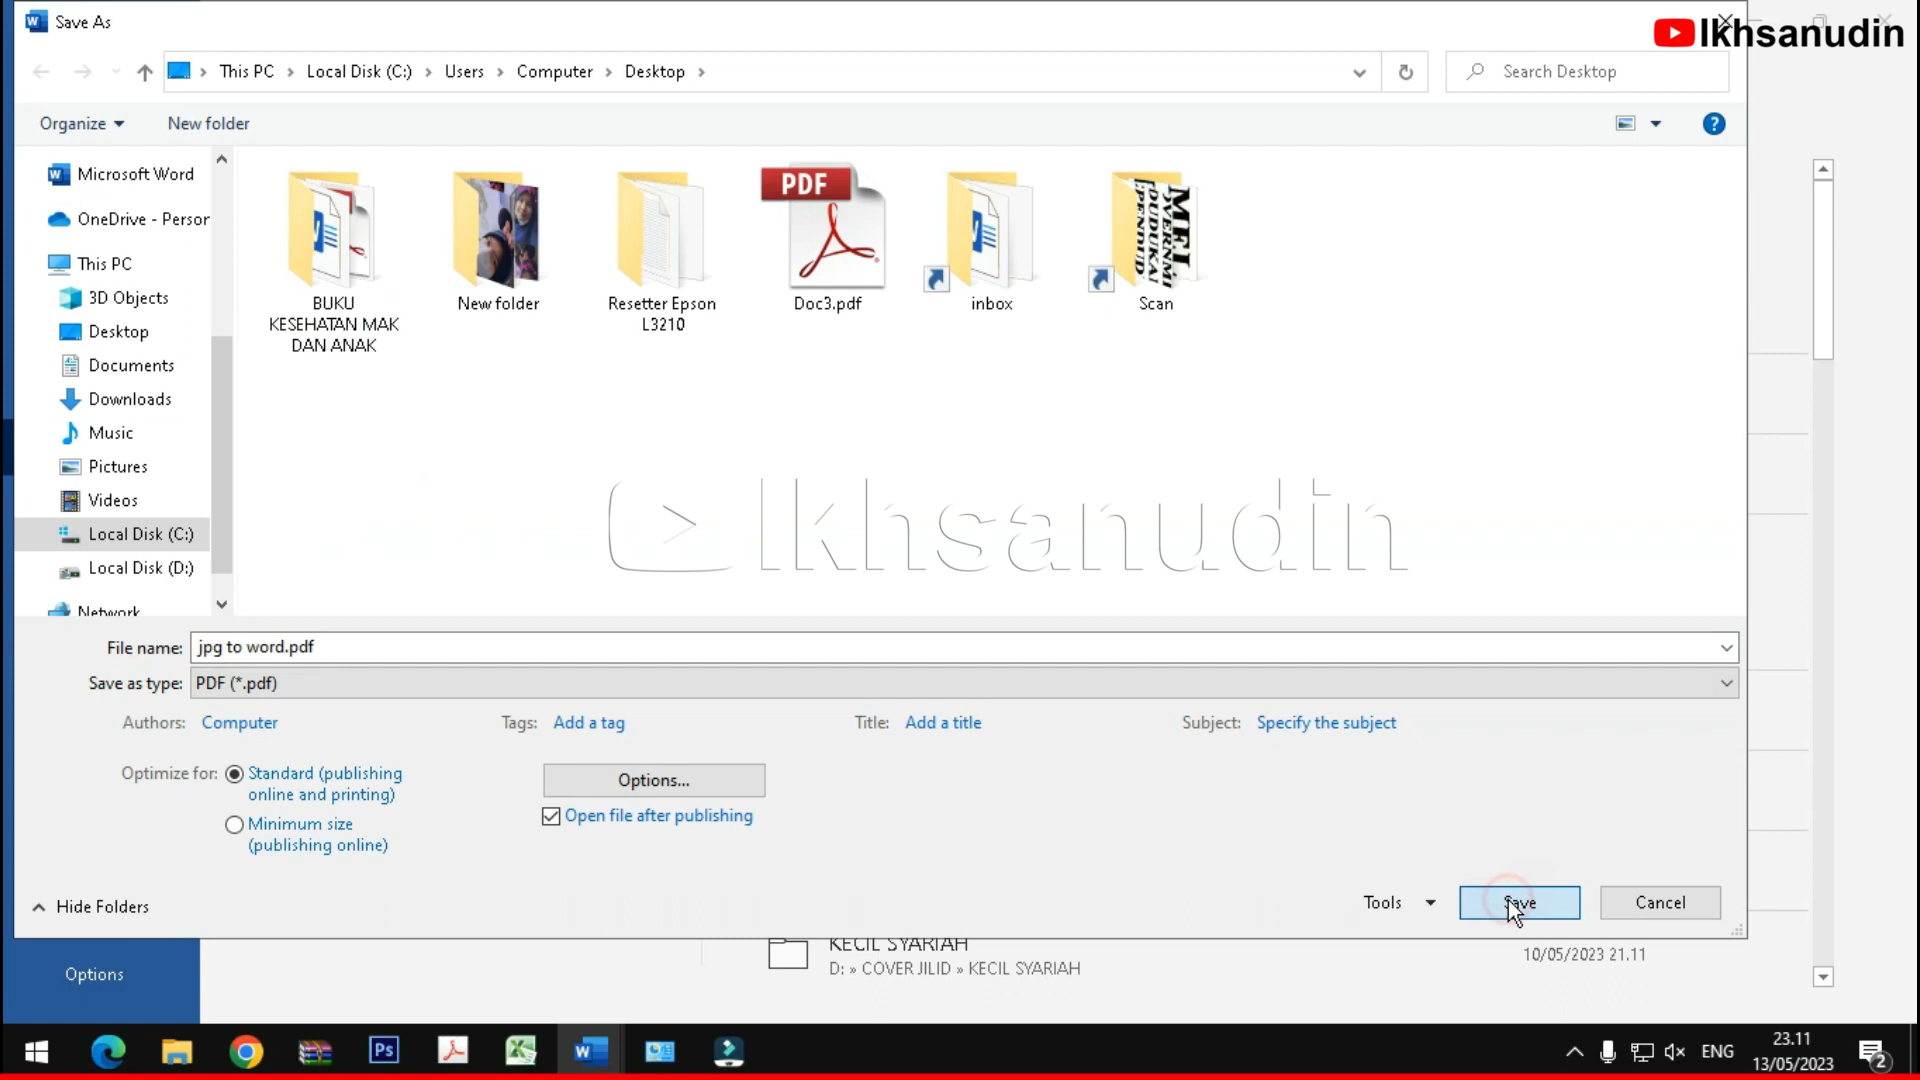 Save As
Ikhsanudin
This PC
Local Disk (C:)
Users
Computer
Desktop
Search Desktop
Organize
New folder
Microsoft Word
OneDrive - Person
This PC
3D Objects
Desktop
Documents
Downloads
Music
Pictures
Videos
Local Disk (C:)
Local Disk (D:)
Network
PDF
BUKU
KESEHATAN MAK
DAN ANAK
New folder
Resetter Epson
L3210
Doc3.pdf
inbox
Scan
Ikhsanudin
File name: jpg to word.pdf
Save as type: PDF (*.pdf)
Authors: Computer
Tags: Add a tag
Title: Add a title
Subject: Specify the subject
Optimize for:
Standard (publishing
online and printing)
Minimum size
(publishing online)
Options...
Open file after publishing
Hide Folders
Tools
Save
Cancel
KECIL SYARIAH
D: » COVER JILID » KECIL SYARIAH
10/05/2023 21.11
Options
Ps
ENG
23.11
13/05/2023
2